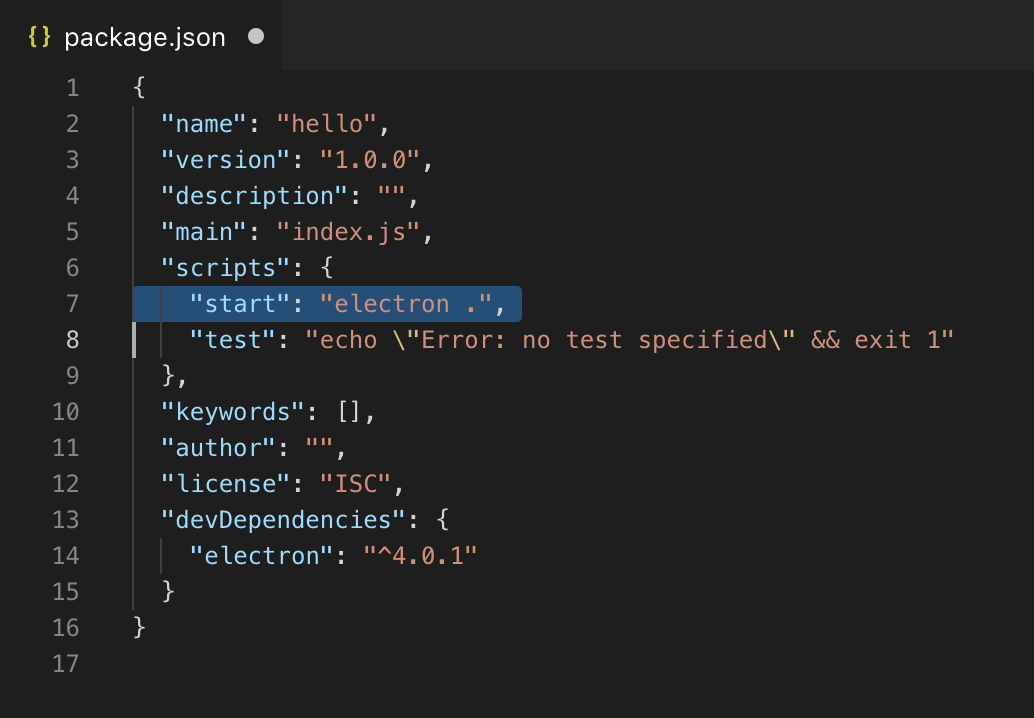 {} package.json
1 {
2   "name": "hello",
3   "version": "1.0.0",
4   "description": "",
5   "main": "index.js",
6   "scripts": {
7     "start": "electron .",
8     "test": "echo \"Error: no test specified\" && exit 1"
9   },
10   "keywords": [],
11   "author": "",
12   "license": "ISC",
13   "devDependencies": {
14     "electron": "^4.0.1"
15   }
16 }
17